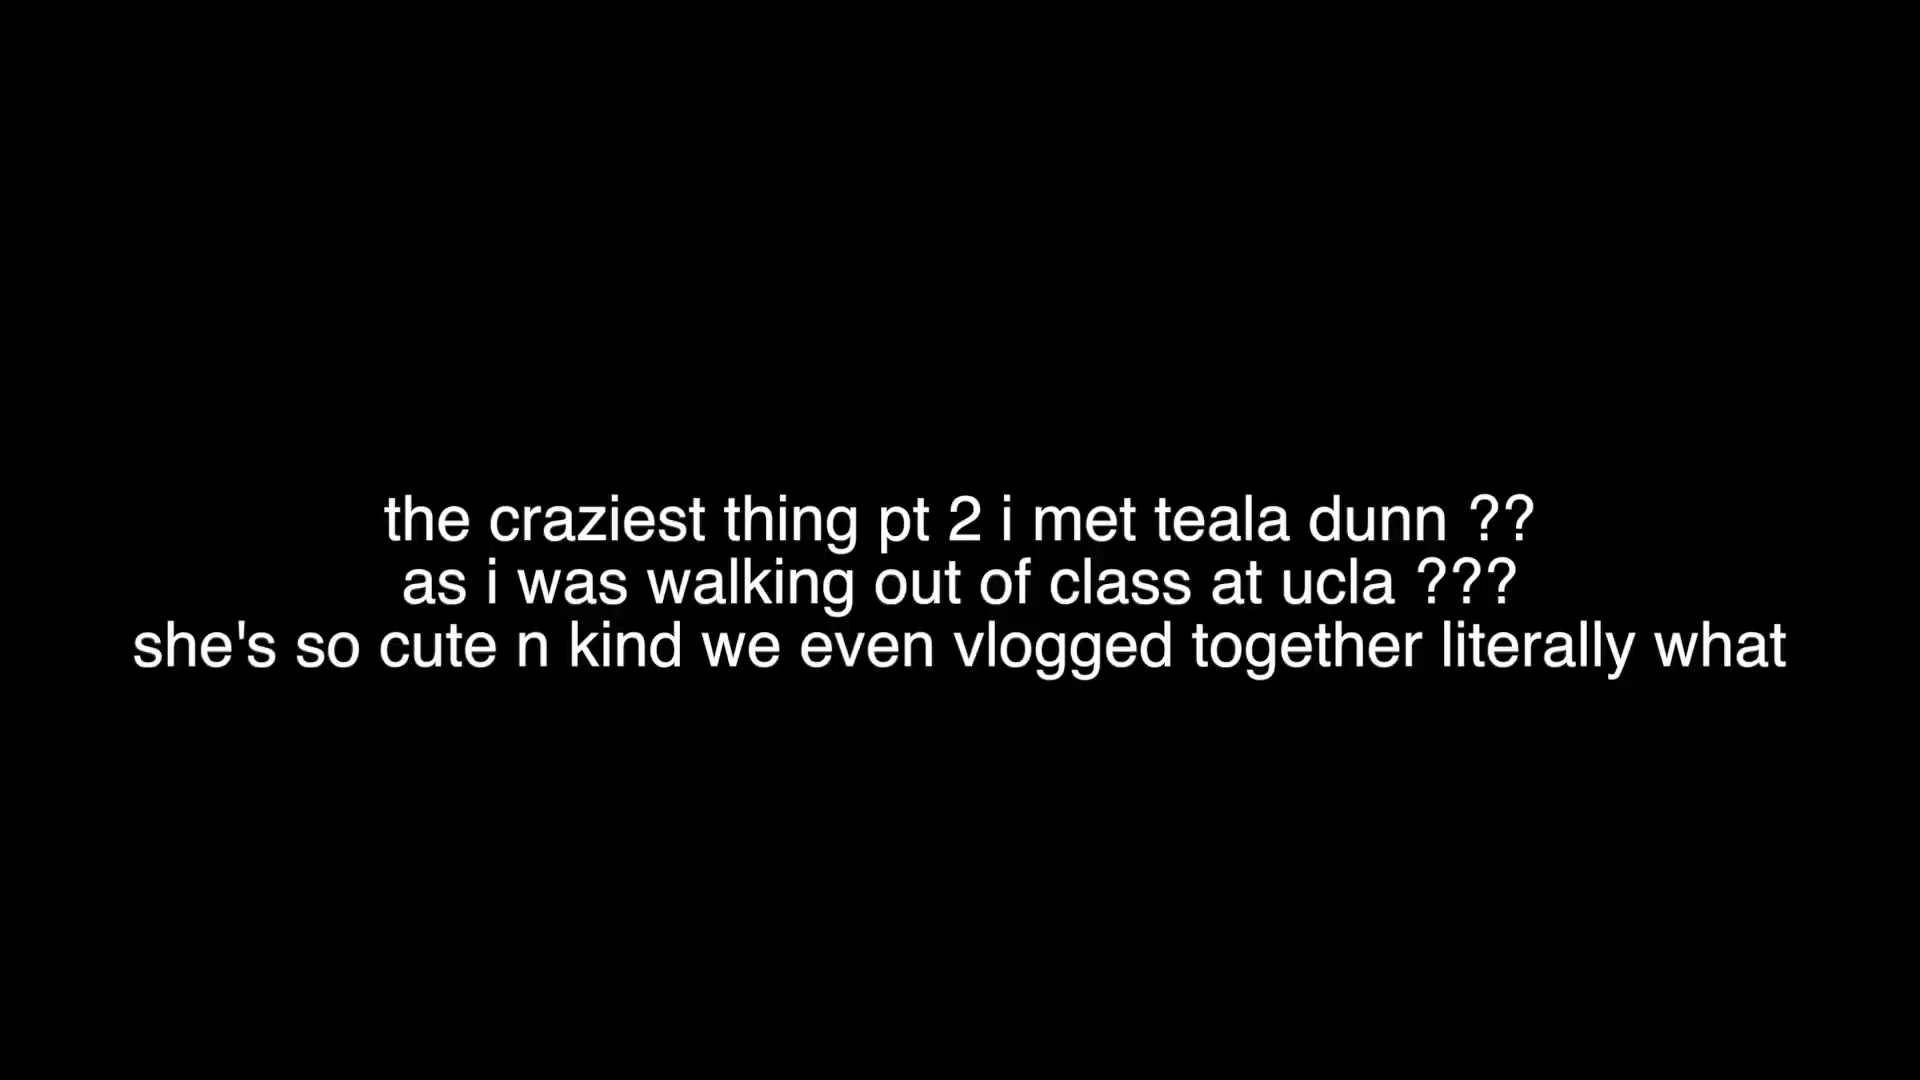 the craziest thing pt 2 i met teala dunn ??
as i was walking out of class at ucla ???
she's so cute n kind we even vlogged together literally what